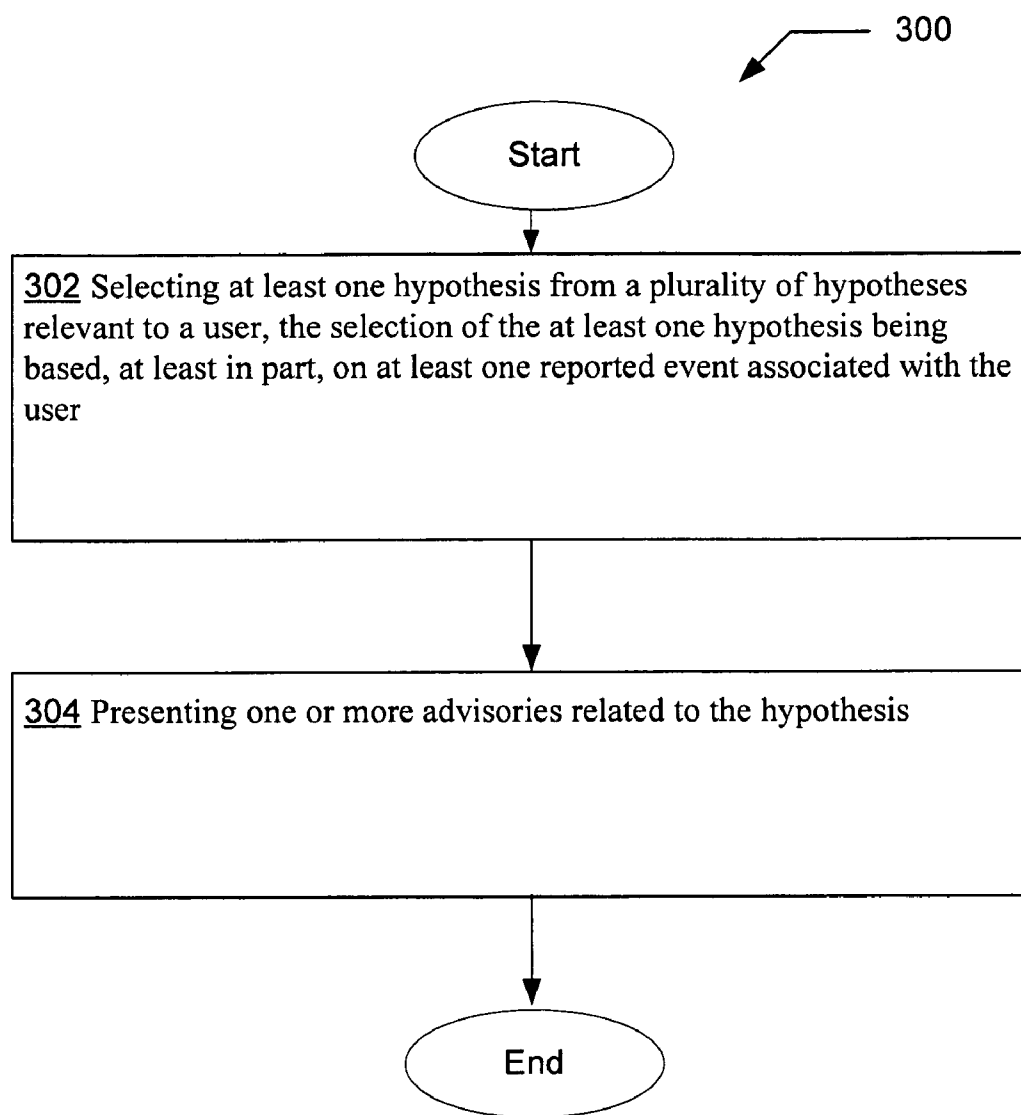 300
Start
302 Selecting at least one hypothesis from a plurality of hypotheses
relevant to a user, the selection of the at least one hypothesis being
based, at least in part, on at least one reported event associated with the
user
304 Presenting one or more advisories related to the hypothesis
End